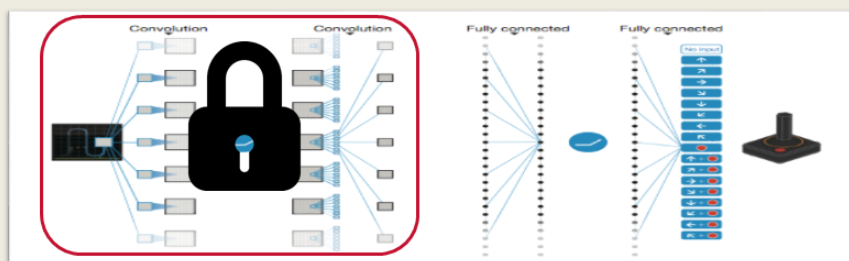 Convolution
Convolution
Fully connected
Fully connected
No input